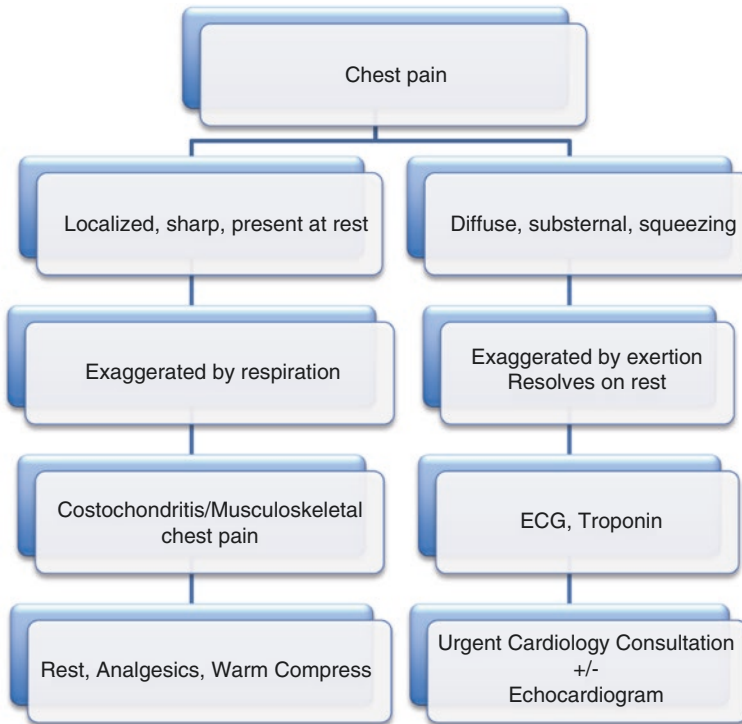 Chest pain
Localized, sharp, present at rest
Diffuse, substernal, squeezing
Exaggerated by respiration
Exaggerated by exertion
Resolves on rest
Costochondritis/Musculoskeletal
chest pain
ECG, Troponin
Rest, Analgesics, Warm Compress
Urgent Cardiology Consultation
+/-
Echocardiogram